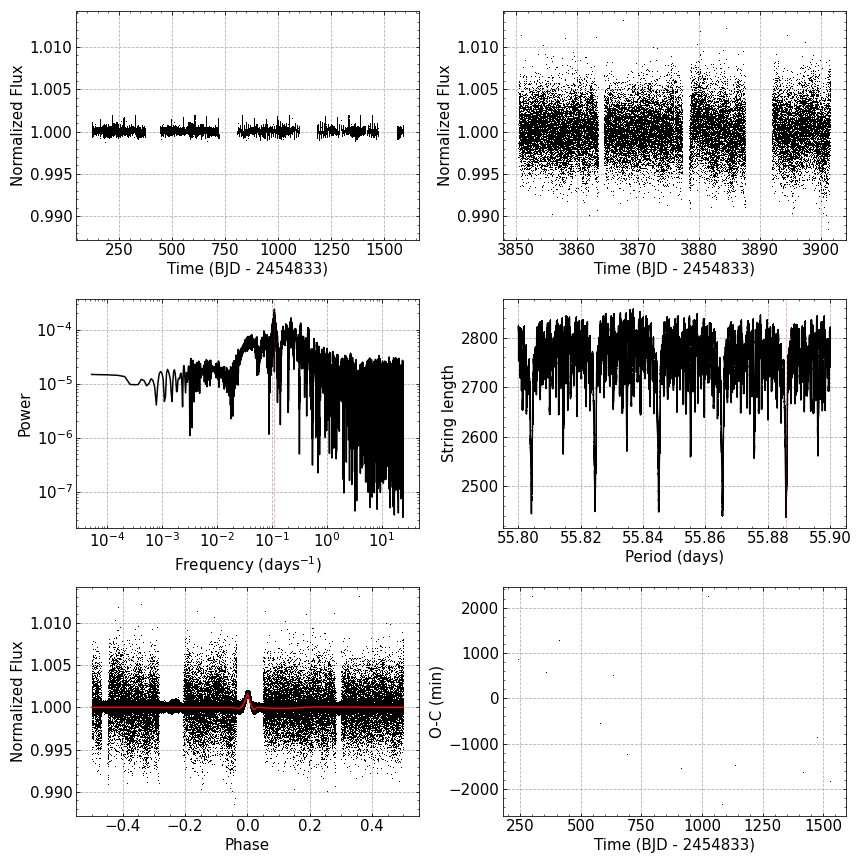 1.010
1.005
1.000
0.995
0.990
Normalized Flux
250 500 750 1000 1250 1500
Time (BJD - 2454833)
1.010
1.005
1.000
0.995
0.990
Normalized Flux
3850 3860 3870 3880 3890 3900
Time (BJD - 2454833)
10⁻⁴
10⁻⁵
10⁻⁶
10⁻⁷
Power
10⁻⁴ 10⁻³ 10⁻² 10⁻¹ 10⁰ 10¹
Frequency (days⁻¹)
2800
2700
2600
2500
String length
55.80 55.82 55.84 55.86 55.88 55.90
Period (days)
1.010
1.005
1.000
0.995
0.990
Normalized Flux
−0.4 −0.2 0.0 0.2 0.4
Phase
2000
1000
0
−1000
−2000
O-C (min)
250 500 750 1000 1250 1500
Time (BJD - 2454833)